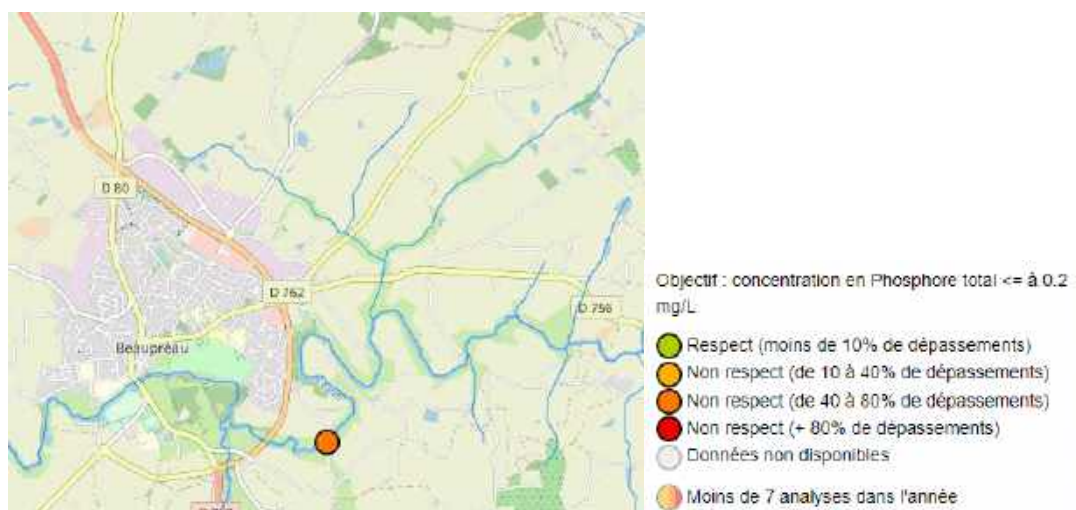 D 80
D 762
D 756
Beaupréau
Objectif : concentration en Phosphore total <= à 0.2
mg/L
Respect (moins de 10% de dépassements)
Non respect (de 10 à 40% de dépassements)
Non respect (de 40 à 80% de dépassements)
Non respect (+ 80% de dépassements)
Données non disponibles
Moins de 7 analyses dans l'année